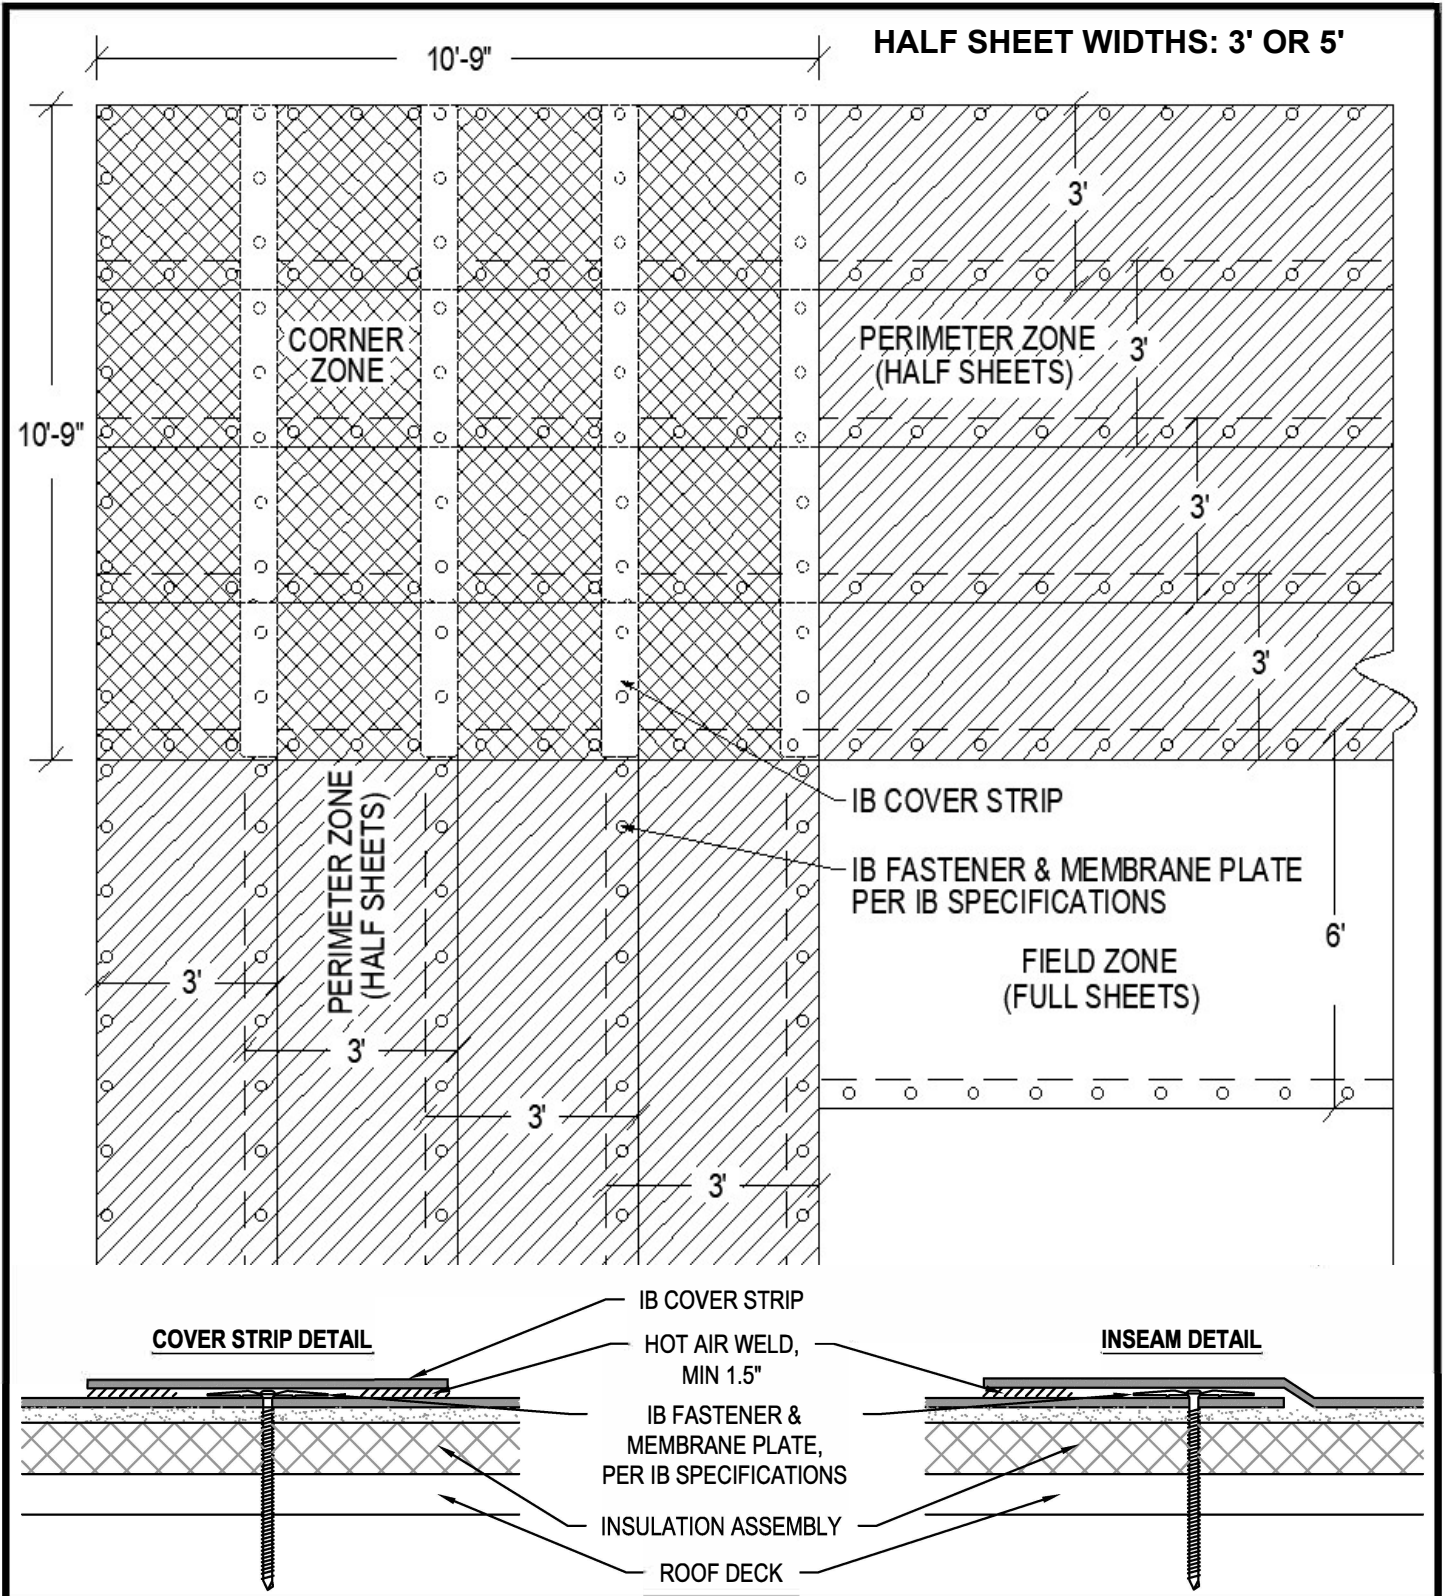 HALF SHEET WIDTHS: 3' OR 5'
10'-9"
3'
CORNER
ZONE
PERIMETER ZONE
(HALF SHEETS)
3'
10'-9"
3'
3'
IB COVER STRIP
PERIMETER ZONE
(HALF SHEETS)
IB FASTENER & MEMBRANE PLATE
PER IB SPECIFICATIONS
6'
FIELD ZONE
(FULL SHEETS)
3'
3'
3'
3'
IB COVER STRIP
COVER STRIP DETAIL
HOT AIR WELD,
MIN 1.5"
INSEAM DETAIL
IB FASTENER &
MEMBRANE PLATE,
PER IB SPECIFICATIONS
INSULATION ASSEMBLY
ROOF DECK